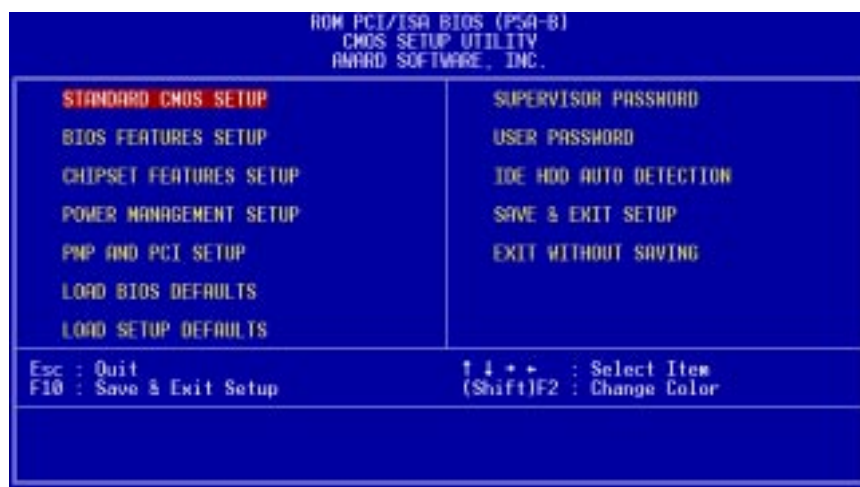 ROM PCI/ISA BIOS (P5A-B)
CMOS SETUP UTILITY
AWARD SOFTWARE, INC.
STANDARD CMOS SETUP
BIOS FEATURES SETUP
CHIPSET FEATURES SETUP
POWER MANAGEMENT SETUP
PNP AND PCI SETUP
LOAD BIOS DEFAULTS
LOAD SETUP DEFAULTS
SUPERVISOR PASSWORD
USER PASSWORD
IDE HDD AUTO DETECTION
SAVE & EXIT SETUP
EXIT WITHOUT SAVING
Esc : Quit
F10 : Save & Exit Setup
↑ ↓ → ← : Select Item
(Shift)F2 : Change Color